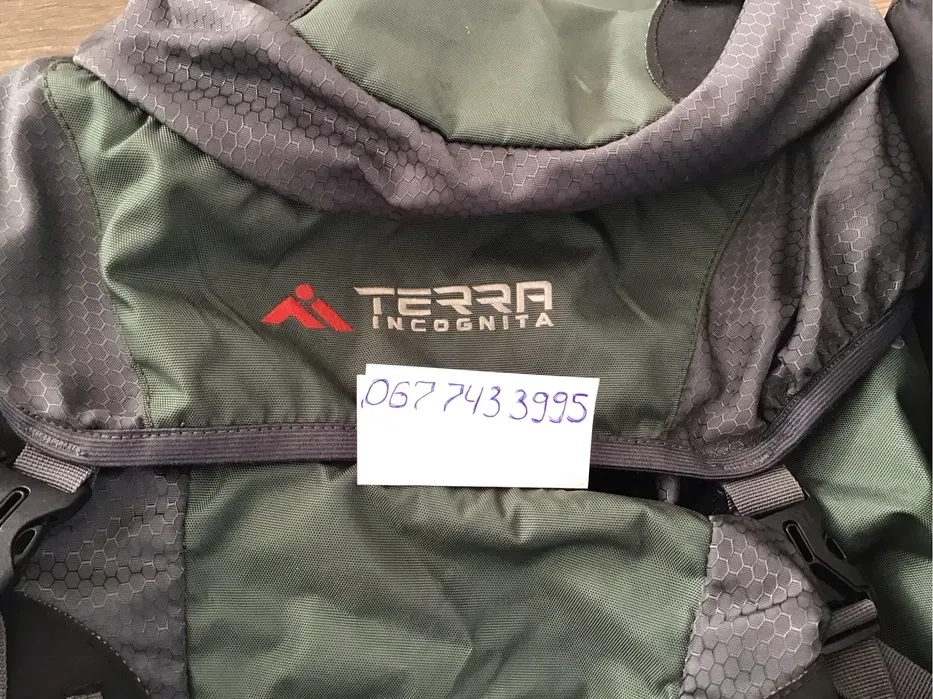 TERRA
INCOGNITA
067 743 3995